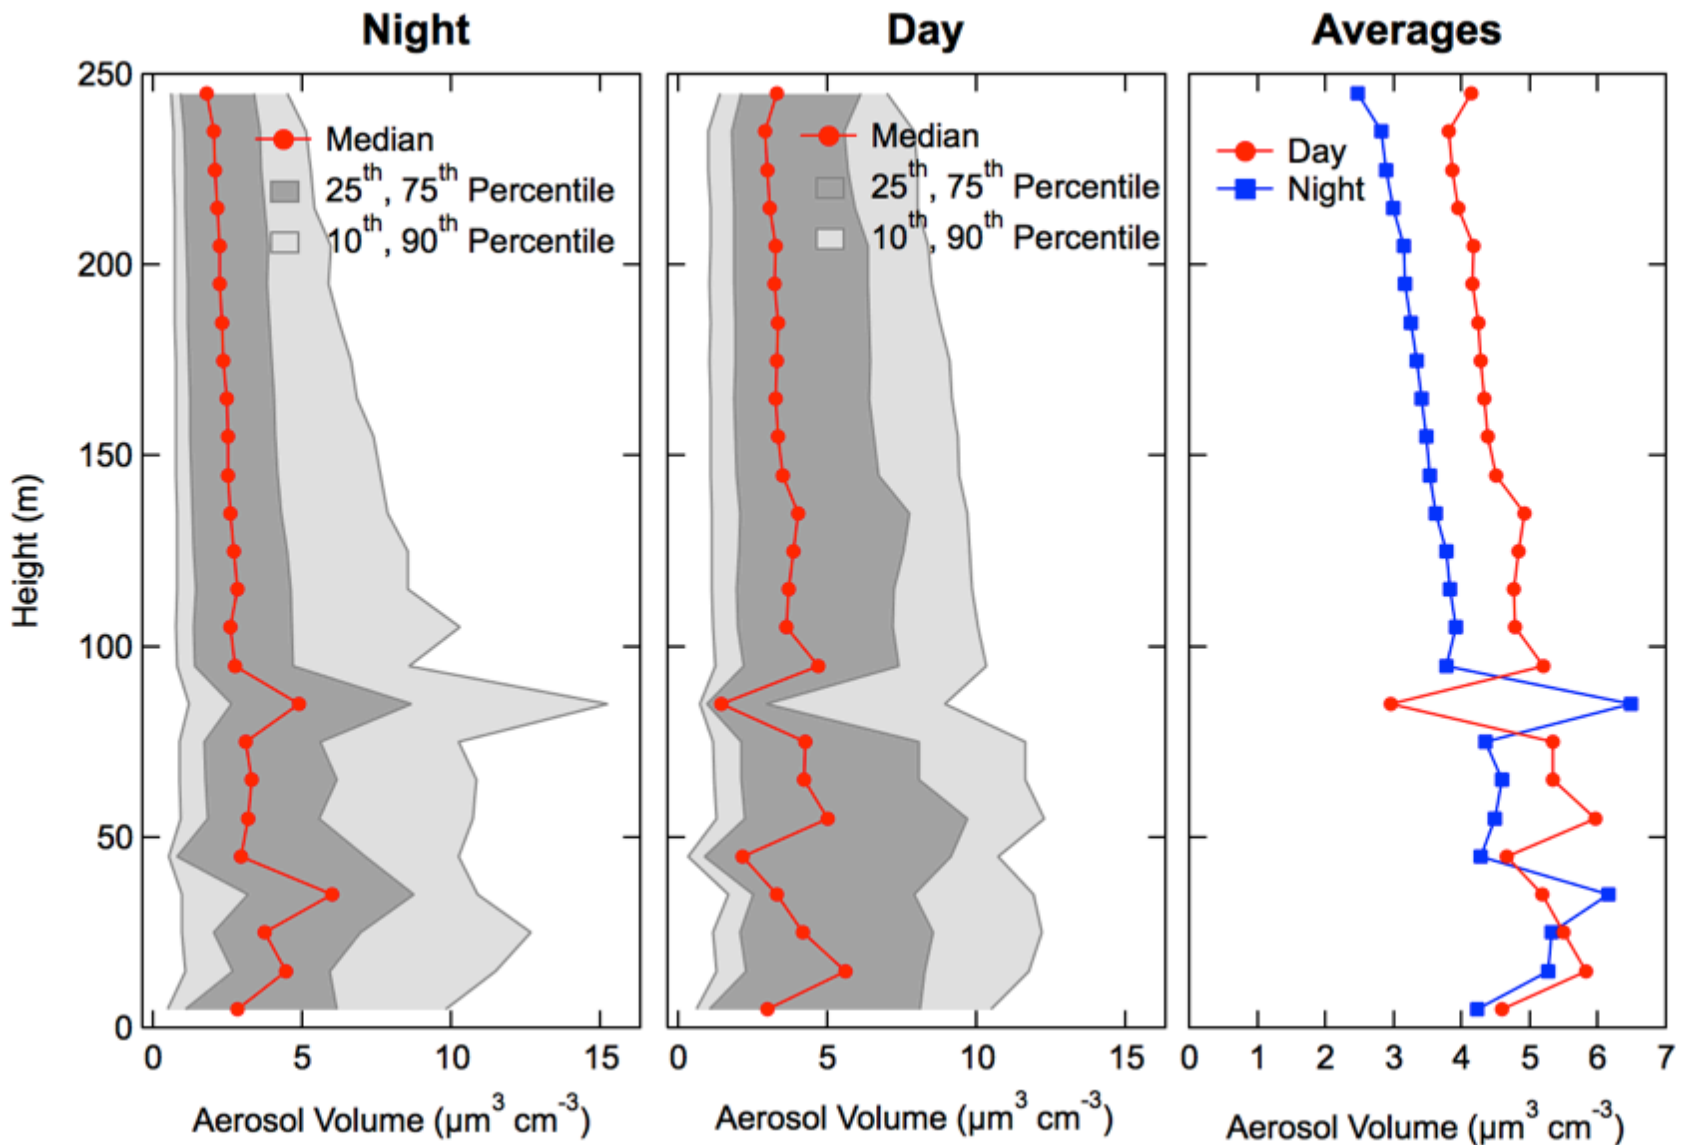 Night
Day
Averages
Height (m)
250
200
150
100
50
0
Median
25th, 75th Percentile
10th, 90th Percentile
0 5 10 15
Aerosol Volume (µm3 cm-3)
Median
25th, 75th Percentile
10th, 90th Percentile
0 5 10 15
Aerosol Volume (µm3 cm-3)
Day
Night
0 1 2 3 4 5 6 7
Aerosol Volume (µm3 cm-3)